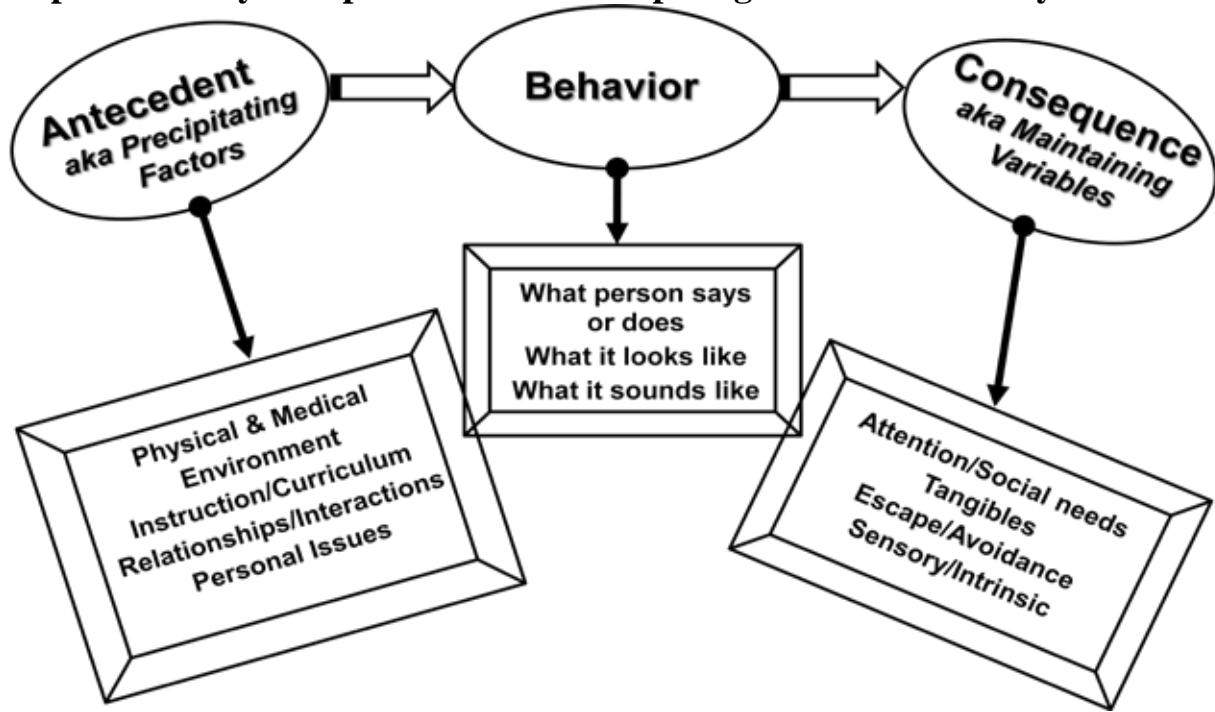 Antecedent
aka Precipitating
Factors
Behavior
Consequence
aka Maintaining
Variables
Physical & Medical
Environment
Instruction/Curriculum
Relationships/Interactions
Personal Issues
What person says
or does
What it looks like
What it sounds like
Attention/Social needs
Tangibles
Escape/Avoidance
Sensory/Intrinsic